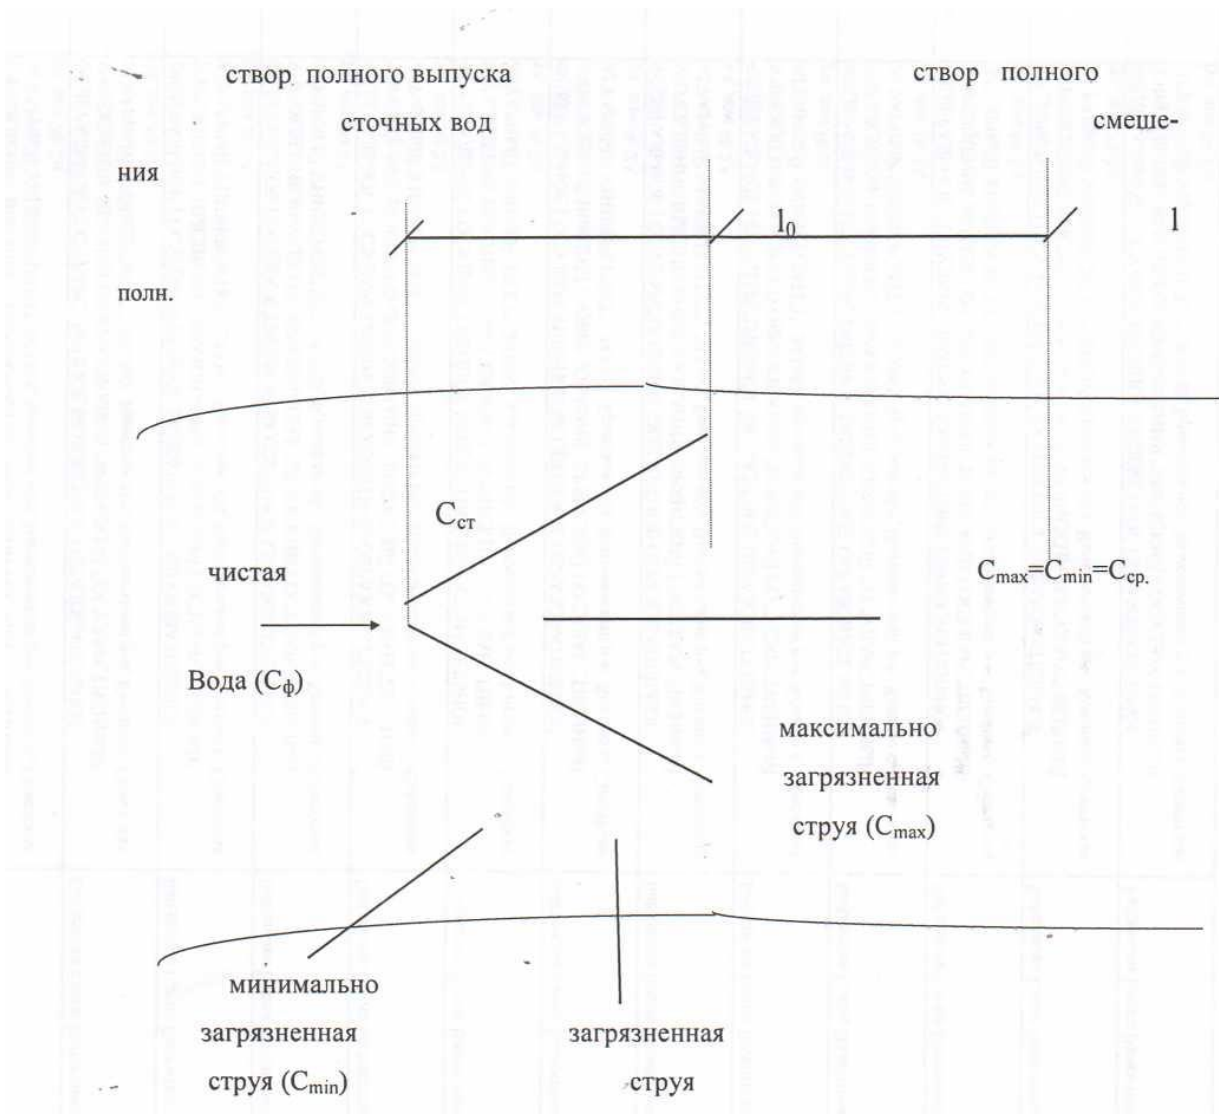 створ полного выпуска створ полного
сточных вод смеше-
ния
l₀ l
полн.
Cст
чистая
Cmax=Cmin=Cср.
Вода (Cф)
максимально
загрязненная
струя (Cmax)
минимально
загрязненная загрязненная
струя (Cmin) струя